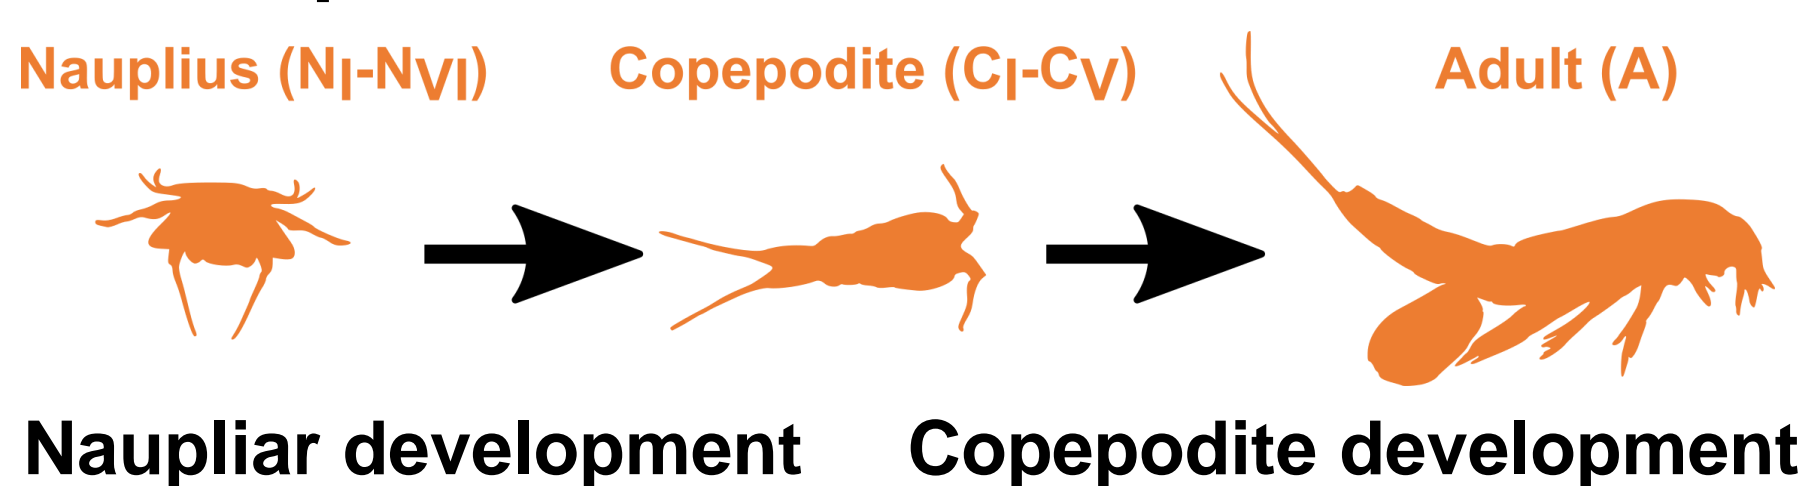 Nauplius (NI-NVI) Copepodite (CI-CV) Adult (A)
Naupliar development Copepodite development